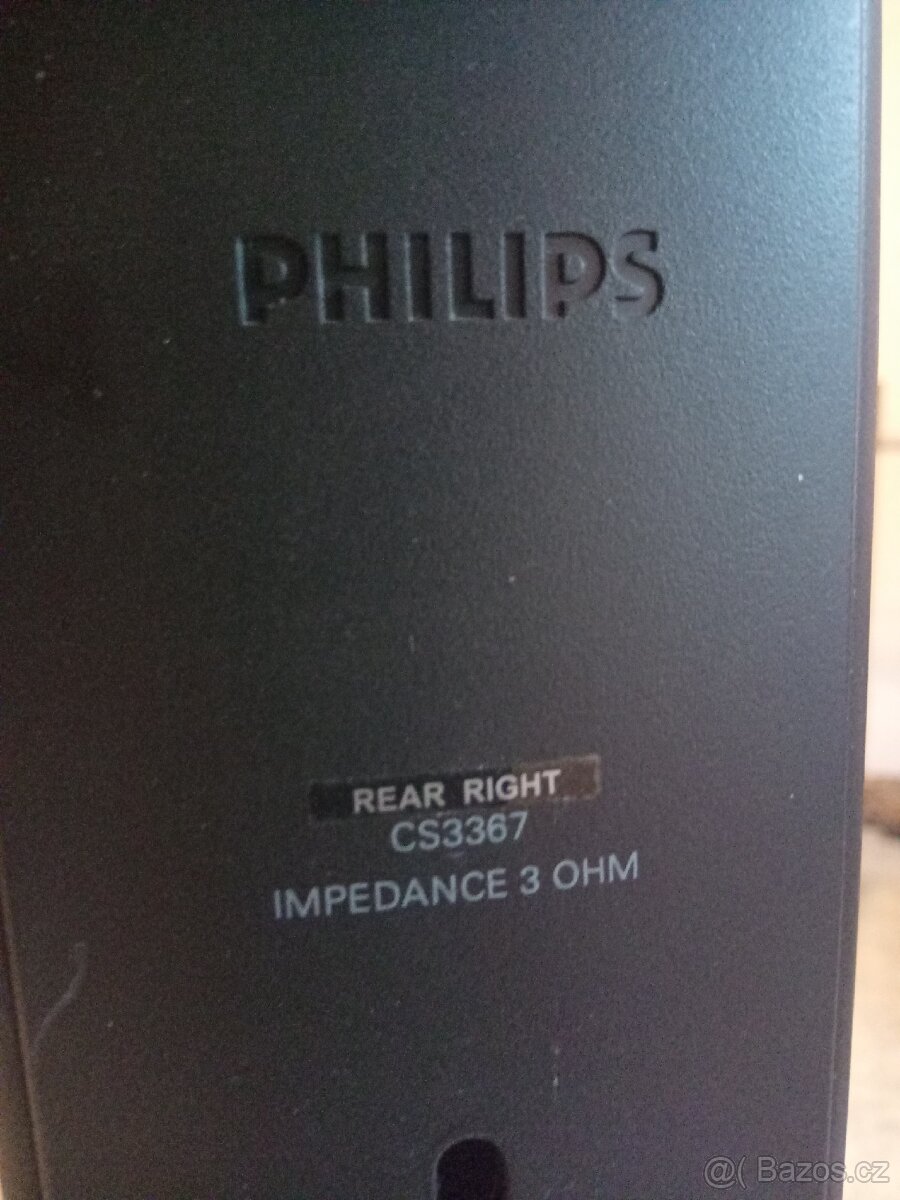 PHILIPS
REAR RIGHT
CS3367
IMPEDANCE 3 OHM
@( Bazos.cz